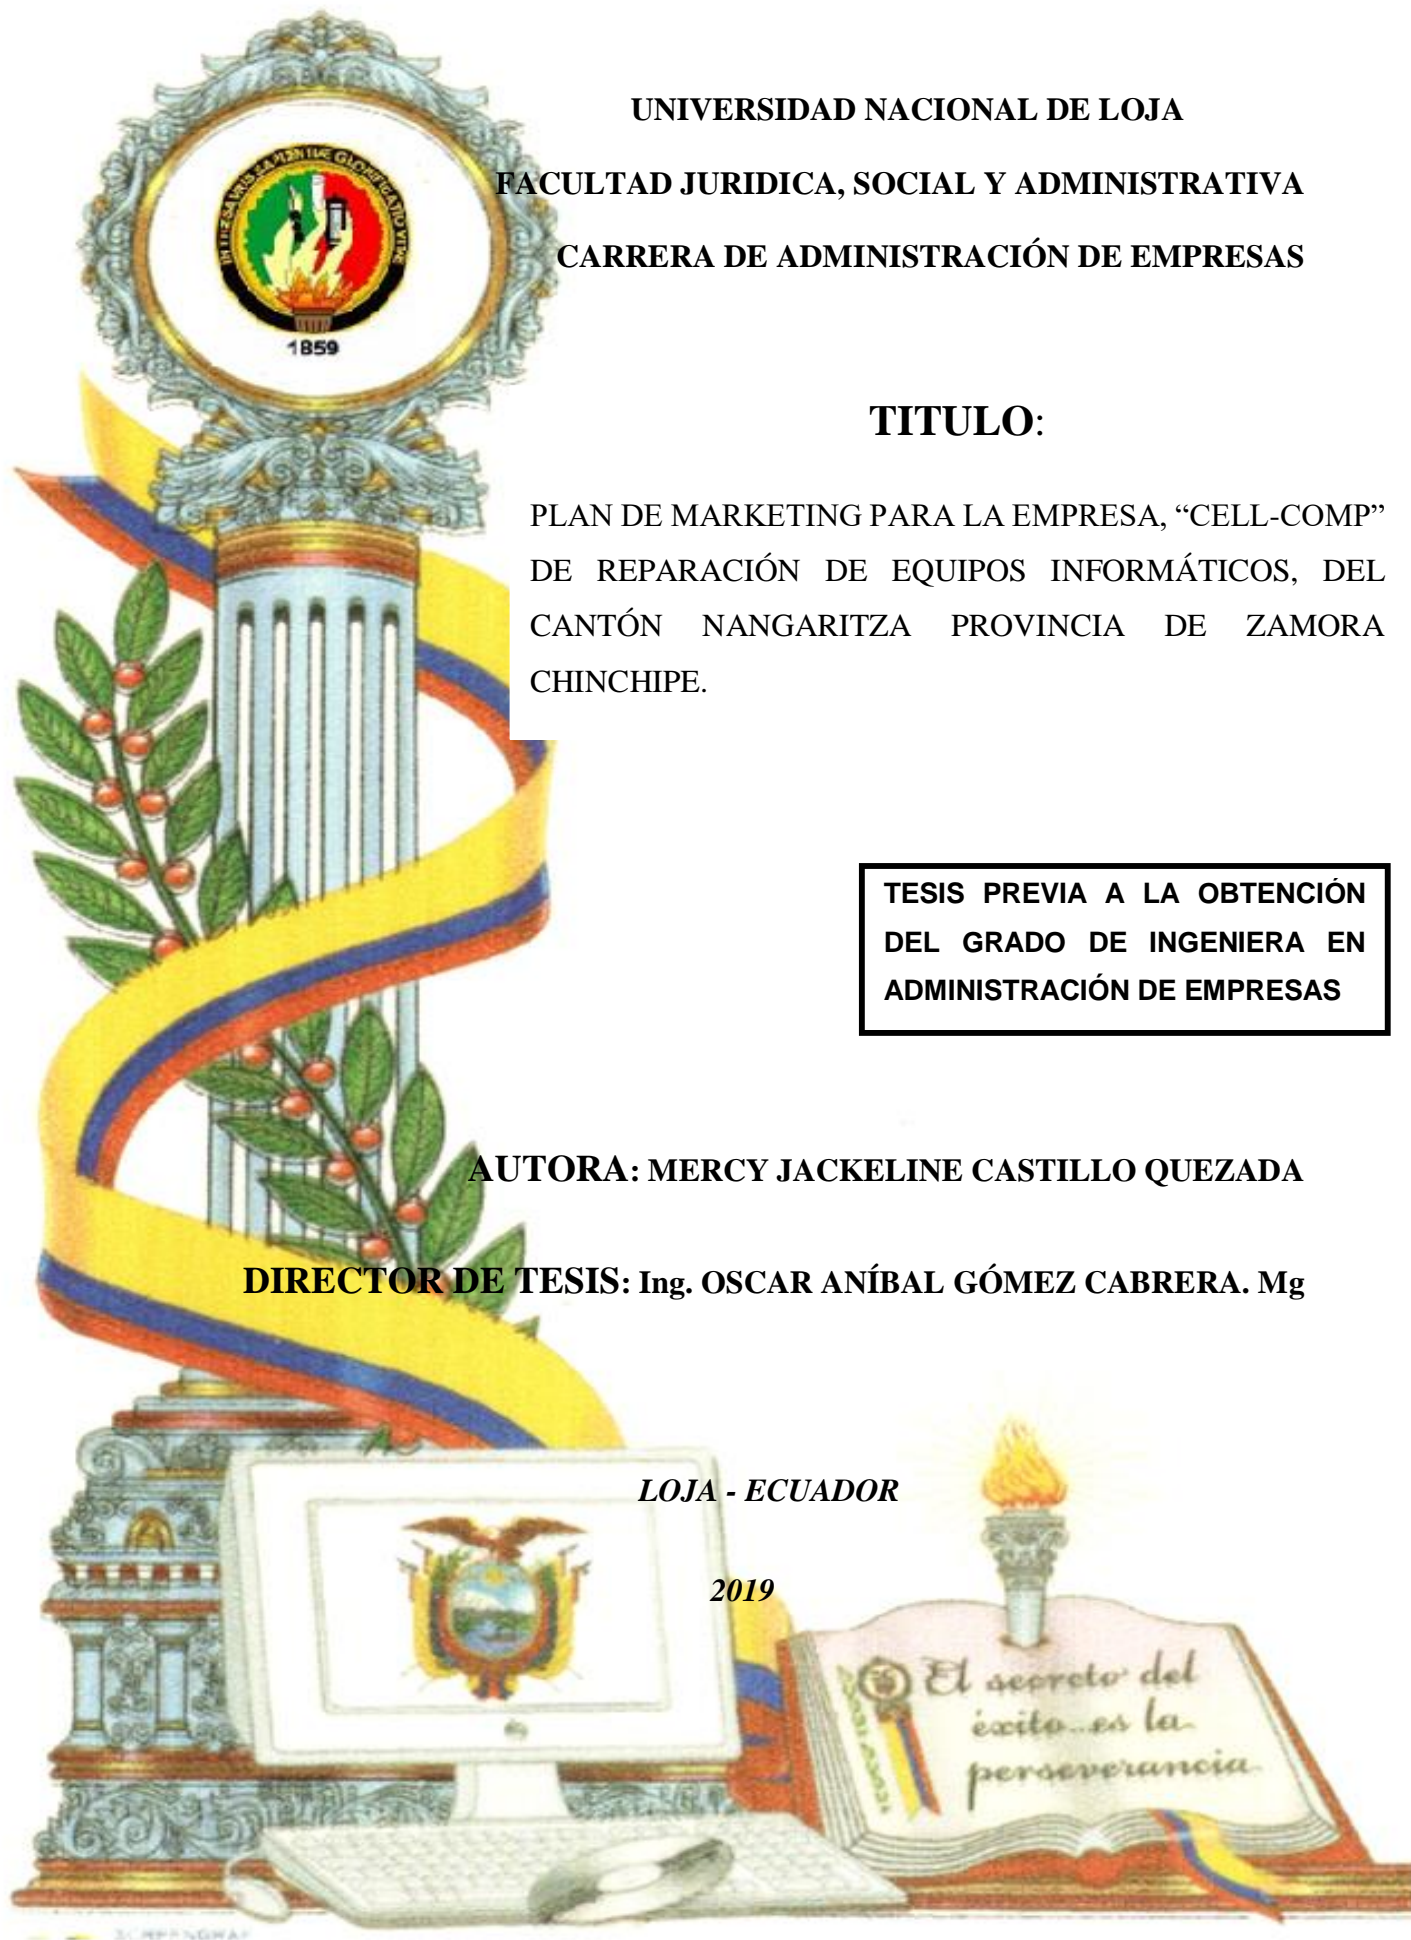 UNIVERSIDAD NACIONAL DE LOJA
FACULTAD JURIDICA, SOCIAL Y ADMINISTRATIVA
CARRERA DE ADMINISTRACIÓN DE EMPRESAS
1859
TITULO:
PLAN DE MARKETING PARA LA EMPRESA, “CELL-COMP”
DE REPARACIÓN DE EQUIPOS INFORMÁTICOS, DEL
CANTÓN NANGARITZA PROVINCIA DE ZAMORA
CHINCHIPE.
TESIS PREVIA A LA OBTENCIÓN
DEL GRADO DE INGENIERA EN
ADMINISTRACIÓN DE EMPRESAS
AUTORA: MERCY JACKELINE CASTILLO QUEZADA
DIRECTOR DE TESIS: Ing. OSCAR ANÍBAL GÓMEZ CABRERA. Mg
LOJA - ECUADOR
2019
El secreto del
éxito es la
perseverancia